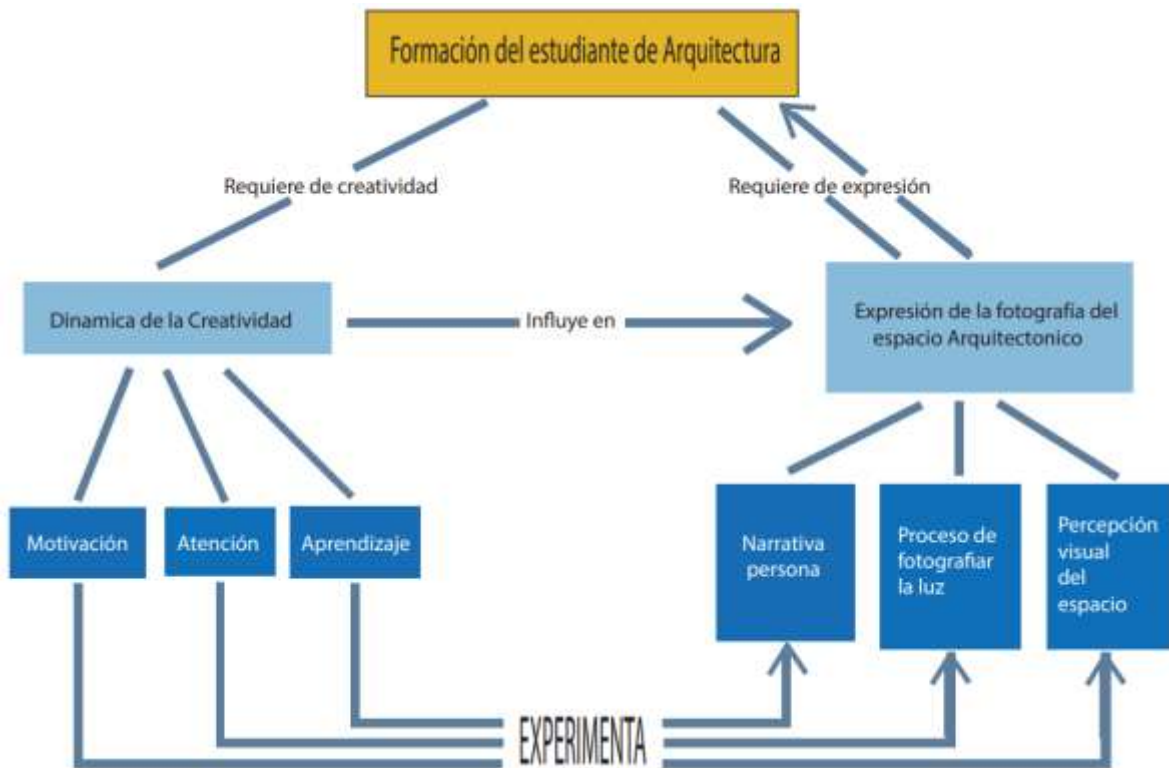 Formación del estudiante de Arquitectura
Requiere de creatividad
Requiere de expresión
Dinamica de la Creatividad
Influye en
Expresión de la fotografia del
espacio Arquitectonico
Motivación
Atención
Aprendizaje
Narrativa
persona
Proceso de
fotografiar
la luz
Percepción
visual
del
espacio
EXPERIMENTA